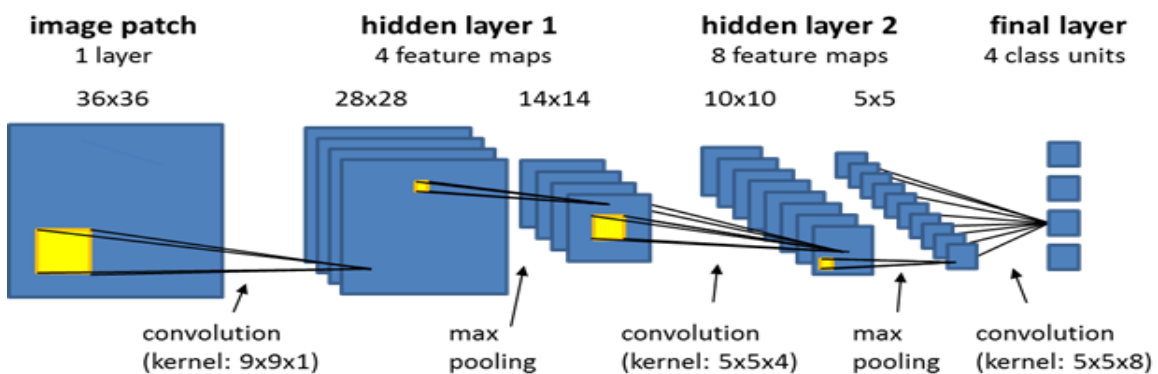 image patch
1 layer
36x36
hidden layer 1
4 feature maps
28x28
14x14
hidden layer 2
8 feature maps
10x10
5x5
final layer
4 class units
convolution
(kernel: 9x9x1)
max
pooling
convolution
(kernel: 5x5x4)
max
pooling
convolution
(kernel: 5x5x8)